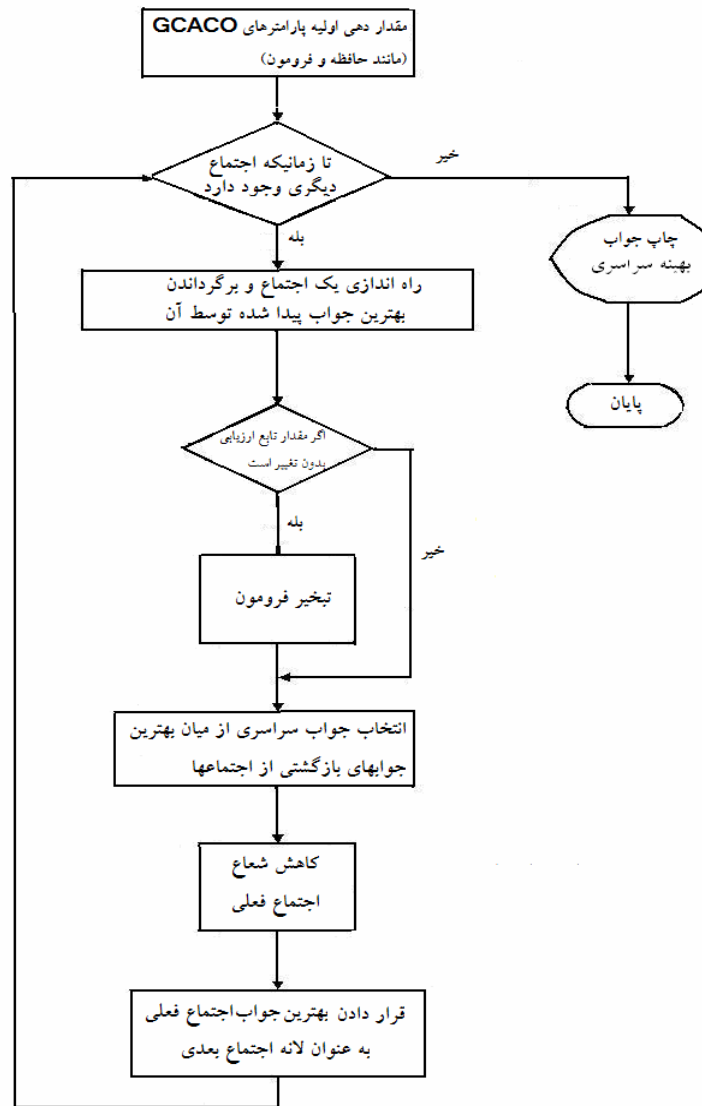 مقدار دهی اولیه پارامترهای GCACO
(مانند حافظه و فرومون)
تا زمانیکه اجتماع
دیگری وجود دارد
خیر
بله
چاپ جواب
بهینه سراسری
پایان
راه اندازی یک اجتماع و برگرداندن
بهترین جواب پیدا شده توسط آن
اگر مقدار تابع ارزیابی
بدون تغییر است
بله
خیر
تبخیر فرومون
انتخاب جواب سراسری از میان بهترین
جوابهای بازگشتی از اجتماعها
کاهش شعاع
اجتماع فعلی
قرار دادن بهترین جواب اجتماع فعلی
به عنوان لانه اجتماع بعدی